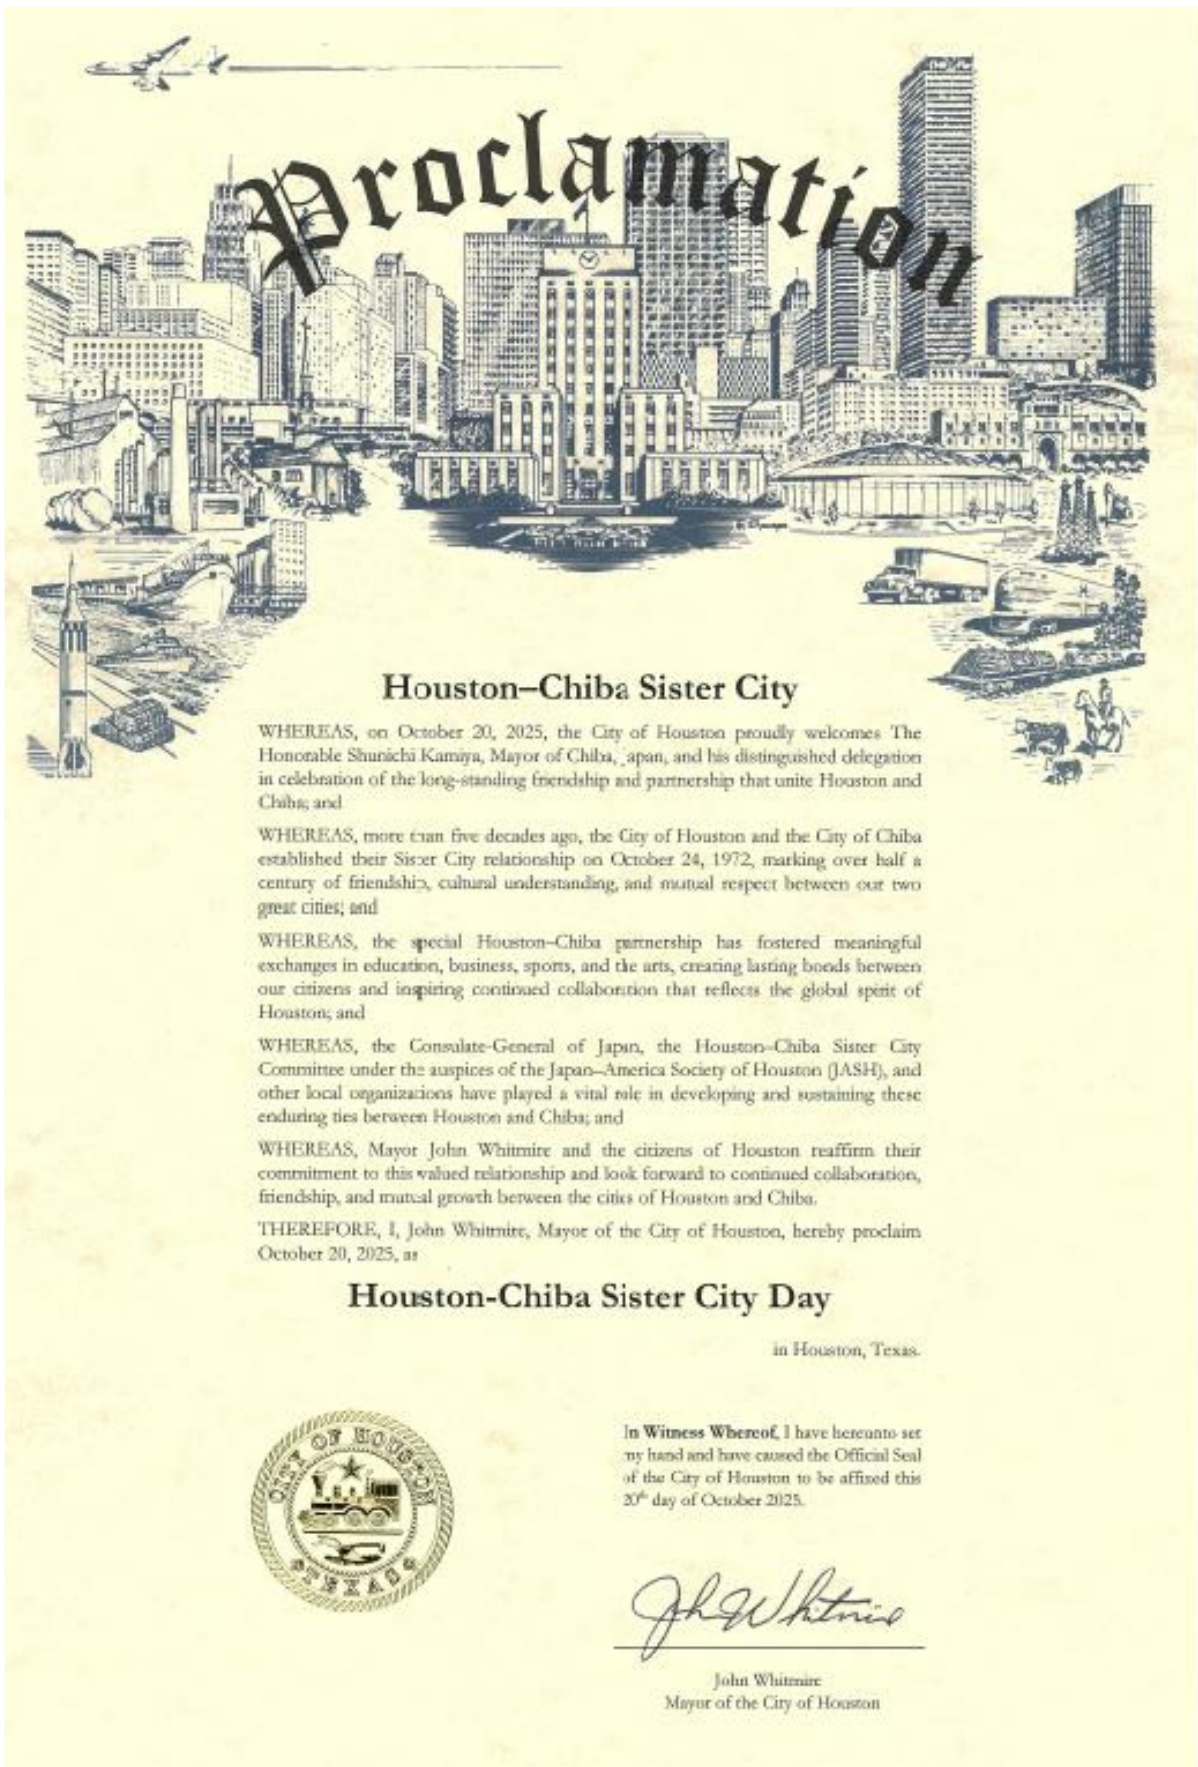 Proclamation
Houston–Chiba Sister City
WHEREAS, on October 20, 2025, the City of Houston proudly welcomes The
Honorable Shunichi Kamiya, Mayor of Chiba, apan, and his distinguished delegation
in celebration of the long-standing friendship and partnership that unite Houston and
Chiba; and
WHEREAS, more than five decades ago, the City of Houston and the City of Chiba
established their Sister City relationship on October 24, 1972, marking over half a
century of friendship, cultural understanding, and mutual respect between our two
great cities; and
WHEREAS, the special Houston–Chiba partnership has fostered meaningful
exchanges in education, business, sports, and the arts, creating lasting bonds between
our citizens and inspiring continued collaboration that reflects the global spirit of
Houston; and
WHEREAS, the Consulate-General of Japan, the Houston–Chiba Sister City
Committee under the auspices of the Japan–America Society of Houston (JASH), and
other local organizations have played a vital role in developing and sustaining these
enduring ties between Houston and Chiba; and
WHEREAS, Mayor John Whitmire and the citizens of Houston reaffirm their
commitment to this valued relationship and look forward to continued collaboration,
friendship, and mutual growth between the cities of Houston and Chiba.
THEREFORE, I, John Whitmire, Mayor of the City of Houston, hereby proclaim
October 20, 2025, as
Houston-Chiba Sister City Day
in Houston, Texas.
CITY OF HOUSTON
TEXAS
In Witness Whereof, I have hereunto set
my hand and have caused the Official Seal
of the City of Houston to be affixed this
20th day of October 2025.
John Whitmire
John Whitmire
Mayor of the City of Houston